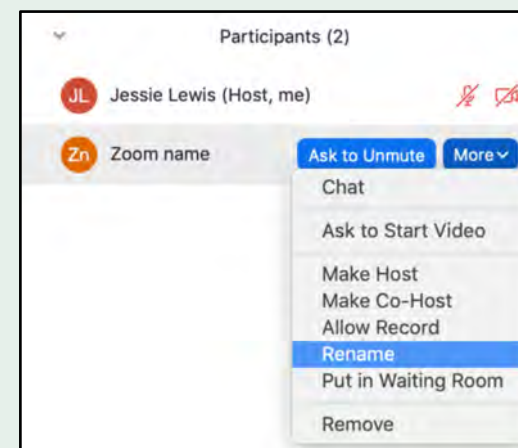 Participants (2)
JL Jessie Lewis (Host, me)
Zn Zoom name Ask to Unmute More
Chat
Ask to Start Video
Make Host
Make Co-Host
Allow Record
Rename
Put in Waiting Room
Remove